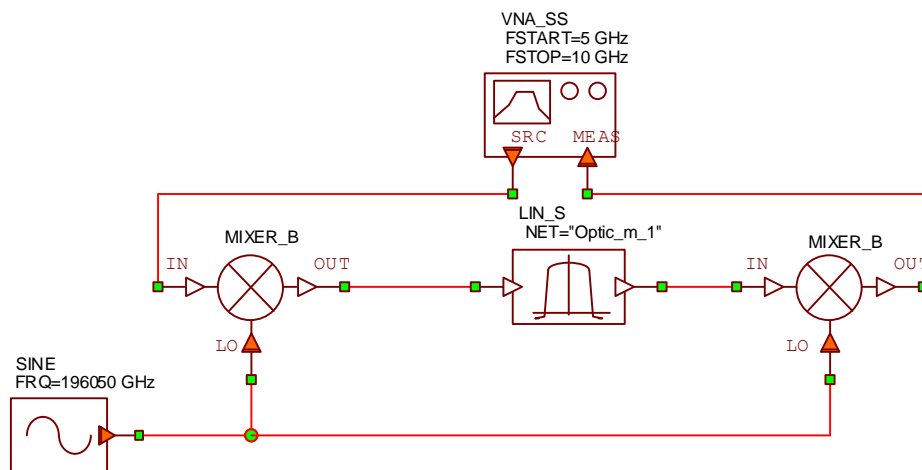 VNA_SS
FSTART=5 GHz
FSTOP=10 GHz
SRC MEAS
LIN_S
NET="Optic_m_1"
MIXER_B
MIXER_B
IN
OUT
IN
OUT
LO
LO
SINE
FRQ=196050 GHz